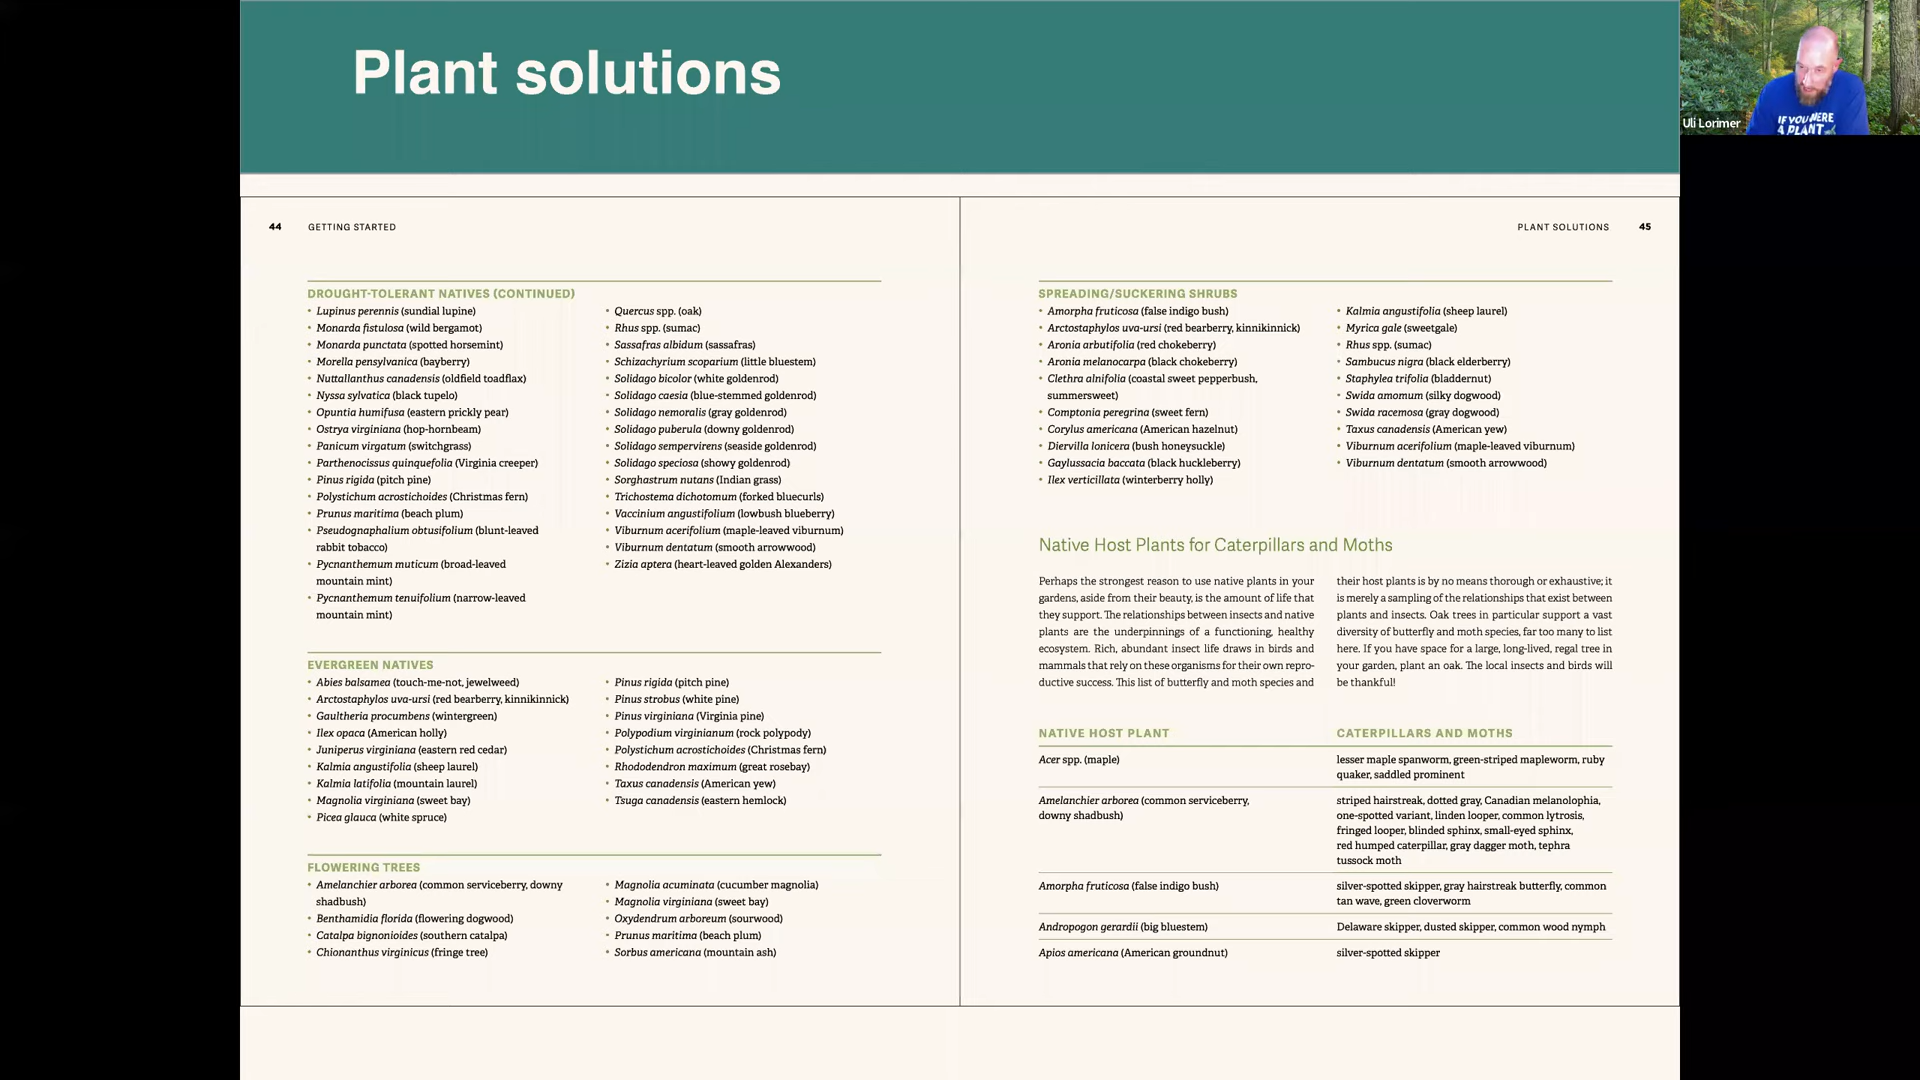 Plant solutions
Uli Lorimer
IF YOU WERE
A PLANT
44 GETTING STARTED
DROUGHT-TOLERANT NATIVES (CONTINUED)
• Lupinus perennis (sundial lupine)
• Monarda fistulosa (wild bergamot)
• Monarda punctata (spotted horsemint)
• Morella pensylvanica (bayberry)
• Nuttallanthus canadensis (oldfield toadflax)
• Nyssa sylvatica (black tupelo)
• Opuntia humifusa (eastern prickly pear)
• Ostrya virginiana (hop-hornbeam)
• Panicum virgatum (switchgrass)
• Parthenocissus quinquefolia (Virginia creeper)
• Pinus rigida (pitch pine)
• Polystichum acrostichoides (Christmas fern)
• Prunus maritima (beach plum)
• Pseudognaphalium obtusifolium (blunt-leaved
rabbit tobacco)
• Pycnanthemum muticum (broad-leaved
mountain mint)
• Pycnanthemum tenuifolium (narrow-leaved
mountain mint)
• Quercus spp. (oak)
• Rhus spp. (sumac)
• Sassafras albidum (sassafras)
• Schizachyrium scoparium (little bluestem)
• Solidago bicolor (white goldenrod)
• Solidago caesia (blue-stemmed goldenrod)
• Solidago nemoralis (gray goldenrod)
• Solidago puberula (downy goldenrod)
• Solidago sempervirens (seaside goldenrod)
• Solidago speciosa (showy goldenrod)
• Sorghastrum nutans (Indian grass)
• Trichostema dichotomum (forked bluecurls)
• Vaccinium angustifolium (lowbush blueberry)
• Viburnum acerifolium (maple-leaved viburnum)
• Viburnum dentatum (smooth arrowwood)
• Zizia aptera (heart-leaved golden Alexanders)
EVERGREEN NATIVES
• Abies balsamea (touch-me-not, jewelweed)
• Arctostaphylos uva-ursi (red bearberry, kinnikinnick)
• Gaultheria procumbens (wintergreen)
• Ilex opaca (American holly)
• Juniperus virginiana (eastern red cedar)
• Kalmia angustifolia (sheep laurel)
• Kalmia latifolia (mountain laurel)
• Magnolia virginiana (sweet bay)
• Picea glauca (white spruce)
• Pinus rigida (pitch pine)
• Pinus strobus (white pine)
• Pinus virginiana (Virginia pine)
• Polypodium virginianum (rock polypody)
• Polystichum acrostichoides (Christmas fern)
• Rhododendron maximum (great rosebay)
• Taxus canadensis (American yew)
• Tsuga canadensis (eastern hemlock)
FLOWERING TREES
• Amelanchier arborea (common serviceberry, downy
shadbush)
• Benthamidia florida (flowering dogwood)
• Catalpa bignonioides (southern catalpa)
• Chionanthus virginicus (fringe tree)
• Magnolia acuminata (cucumber magnolia)
• Magnolia virginiana (sweet bay)
• Oxydendrum arboreum (sourwood)
• Prunus maritima (beach plum)
• Sorbus americana (mountain ash)
PLANT SOLUTIONS 45
SPREADING/SUCKERING SHRUBS
• Amorpha fruticosa (false indigo bush)
• Arctostaphylos uva-ursi (red bearberry, kinnikinnick)
• Aronia arbutifolia (red chokeberry)
• Aronia melanocarpa (black chokeberry)
• Clethra alnifolia (coastal sweet pepperbush,
summersweet)
• Comptonia peregrina (sweet fern)
• Corylus americana (American hazelnut)
• Diervilla lonicera (bush honeysuckle)
• Gaylussacia baccata (black huckleberry)
• Ilex verticillata (winterberry holly)
• Kalmia angustifolia (sheep laurel)
• Myrica gale (sweetgale)
• Rhus spp. (sumac)
• Sambucus nigra (black elderberry)
• Staphylea trifolia (bladdernut)
• Swida amomum (silky dogwood)
• Swida racemosa (gray dogwood)
• Taxus canadensis (American yew)
• Viburnum acerifolium (maple-leaved viburnum)
• Viburnum dentatum (smooth arrowwood)
Native Host Plants for Caterpillars and Moths
Perhaps the strongest reason to use native plants in your
gardens, aside from their beauty, is the amount of life that
they support. The relationships between insects and native
plants are the underpinnings of a functioning, healthy
ecosystem. Rich, abundant insect life draws in birds and
mammals that rely on these organisms for their own repro-
ductive success. This list of butterfly and moth species and
their host plants is by no means thorough or exhaustive; it
is merely a sampling of the relationships that exist between
plants and insects. Oak trees in particular support a vast
diversity of butterfly and moth species, far too many to list
here. If you have space for a large, long-lived, regal tree in
your garden, plant an oak. The local insects and birds will
be thankful!
NATIVE HOST PLANT CATERPILLARS AND MOTHS
Acer spp. (maple)
lesser maple spanworm, green-striped mapleworm, ruby
quaker, saddled prominent
Amelanchier arborea (common serviceberry,
downy shadbush)
striped hairstreak, dotted gray, Canadian melanolophia,
one-spotted variant, linden looper, common lytrosis,
fringed looper, blinded sphinx, small-eyed sphinx,
red humped caterpillar, gray dagger moth, tephra
tussock moth
Amorpha fruticosa (false indigo bush)
silver-spotted skipper, gray hairstreak butterfly, common
tan wave, green cloverworm
Andropogon gerardii (big bluestem) Delaware skipper, dusted skipper, common wood nymph
Apios americana (American groundnut) silver-spotted skipper